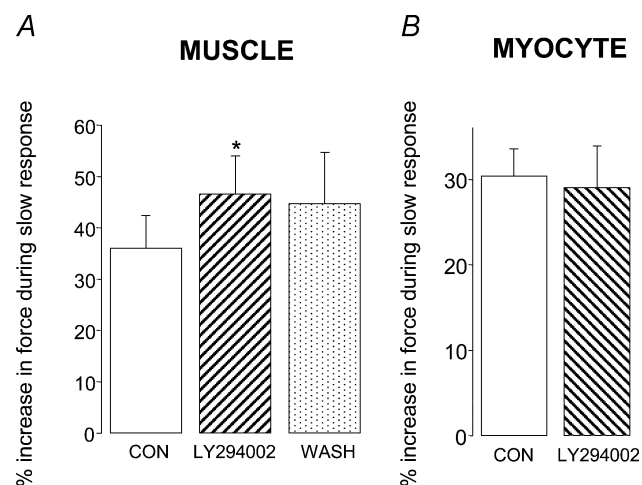 A
MUSCLE
% increase in force during slow response
60
50
40
30
20
10
0
*
CON LY294002 WASH
B
MYOCYTE
% increase in force during slow response
30
20
10
0
CON LY294002